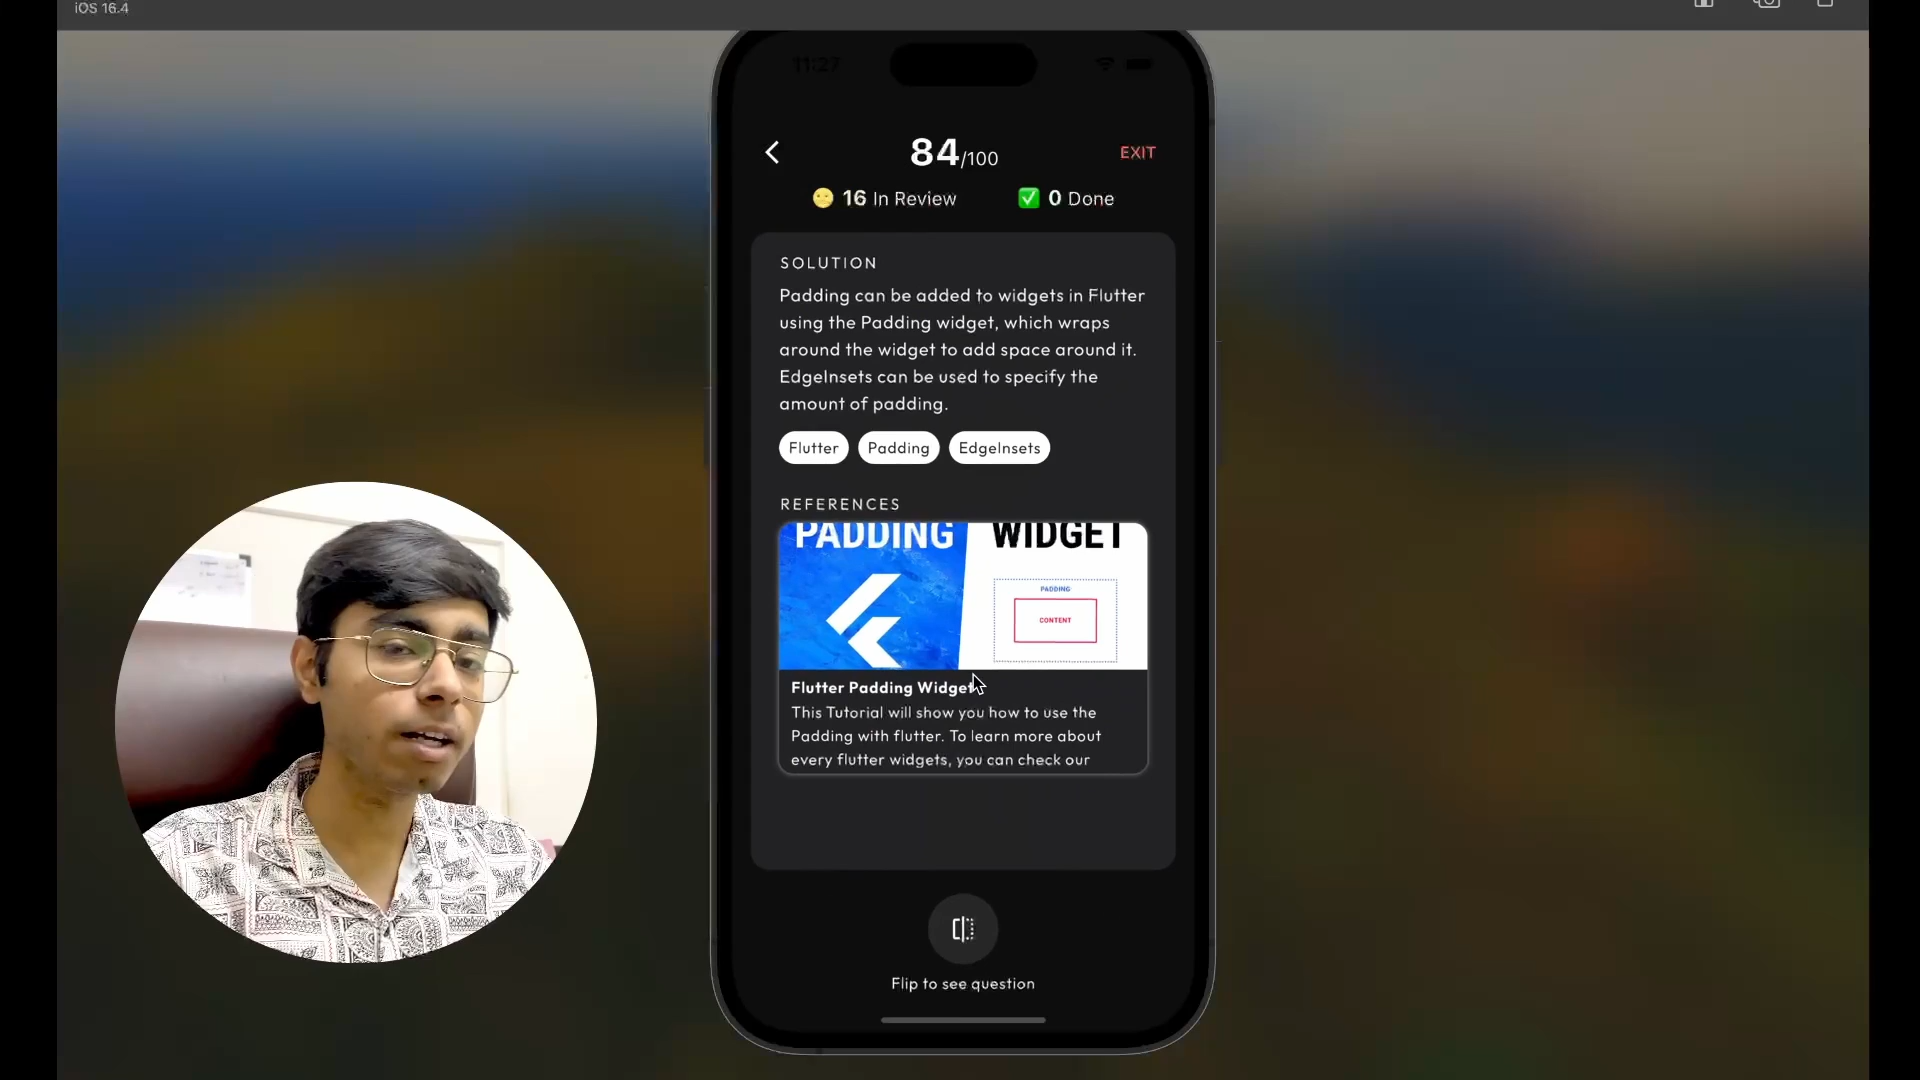 iOS 16.4
11:27
84/100
EXIT
16 In Review
0 Done
SOLUTION
Padding can be added to widgets in Flutter
using the Padding widget, which wraps
around the widget to add space around it.
EdgeInsets can be used to specify the
amount of padding.
Flutter
Padding
EdgeInsets
REFERENCES
PADDING
WIDGET
PADDING
CONTENT
Flutter Padding Widget
This Tutorial will show you how to use the
Padding with flutter. To learn more about
every flutter widgets, you can check our
Flip to see question